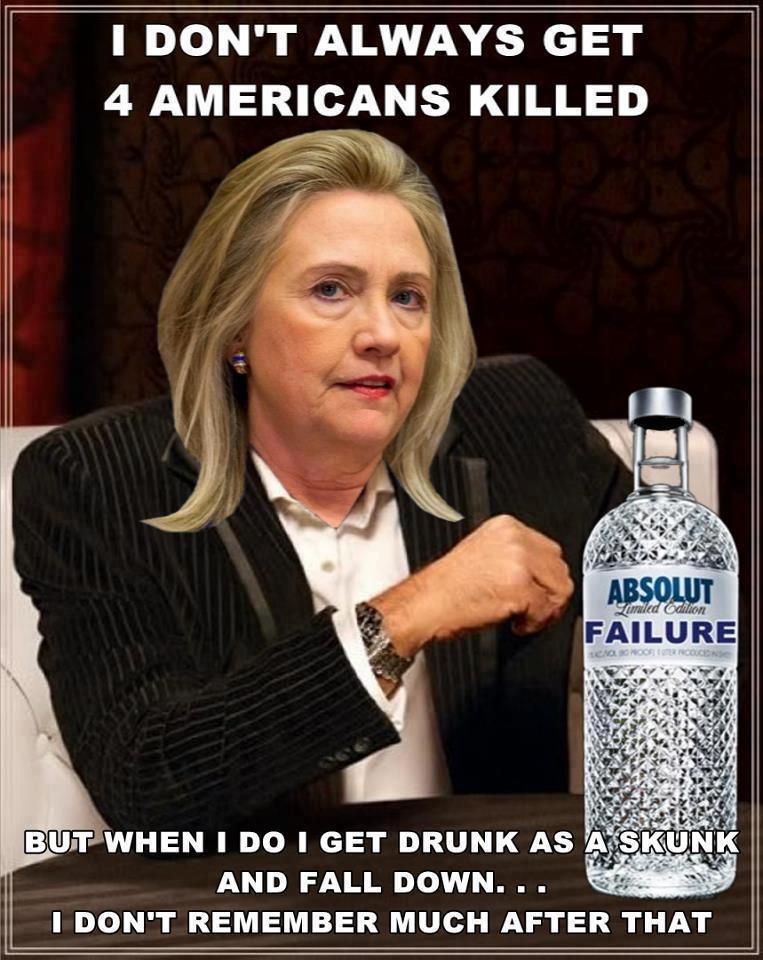 I DON'T ALWAYS GET
4 AMERICANS KILLED
ABSOLUT
Limited Edition
FAILURE
BUT WHEN I DO I GET DRUNK AS A SKUNK
AND FALL DOWN. . .
I DON'T REMEMBER MUCH AFTER THAT